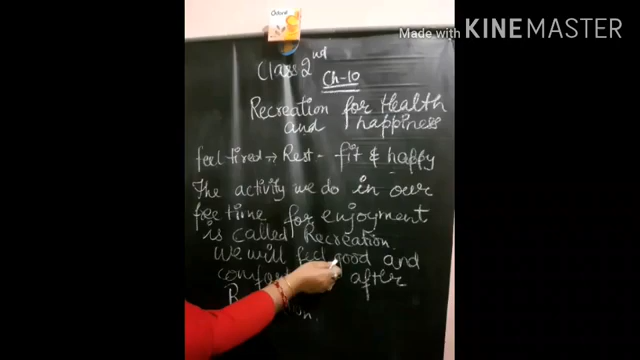 Made with KINEMASTER
Class 2nd
Ch-10
Recreation for Health
and happiness
feel tired → Rest - fit & happy
The activity we do in our
free time for enjoyment
is called Recreation.
We will feel good and
after